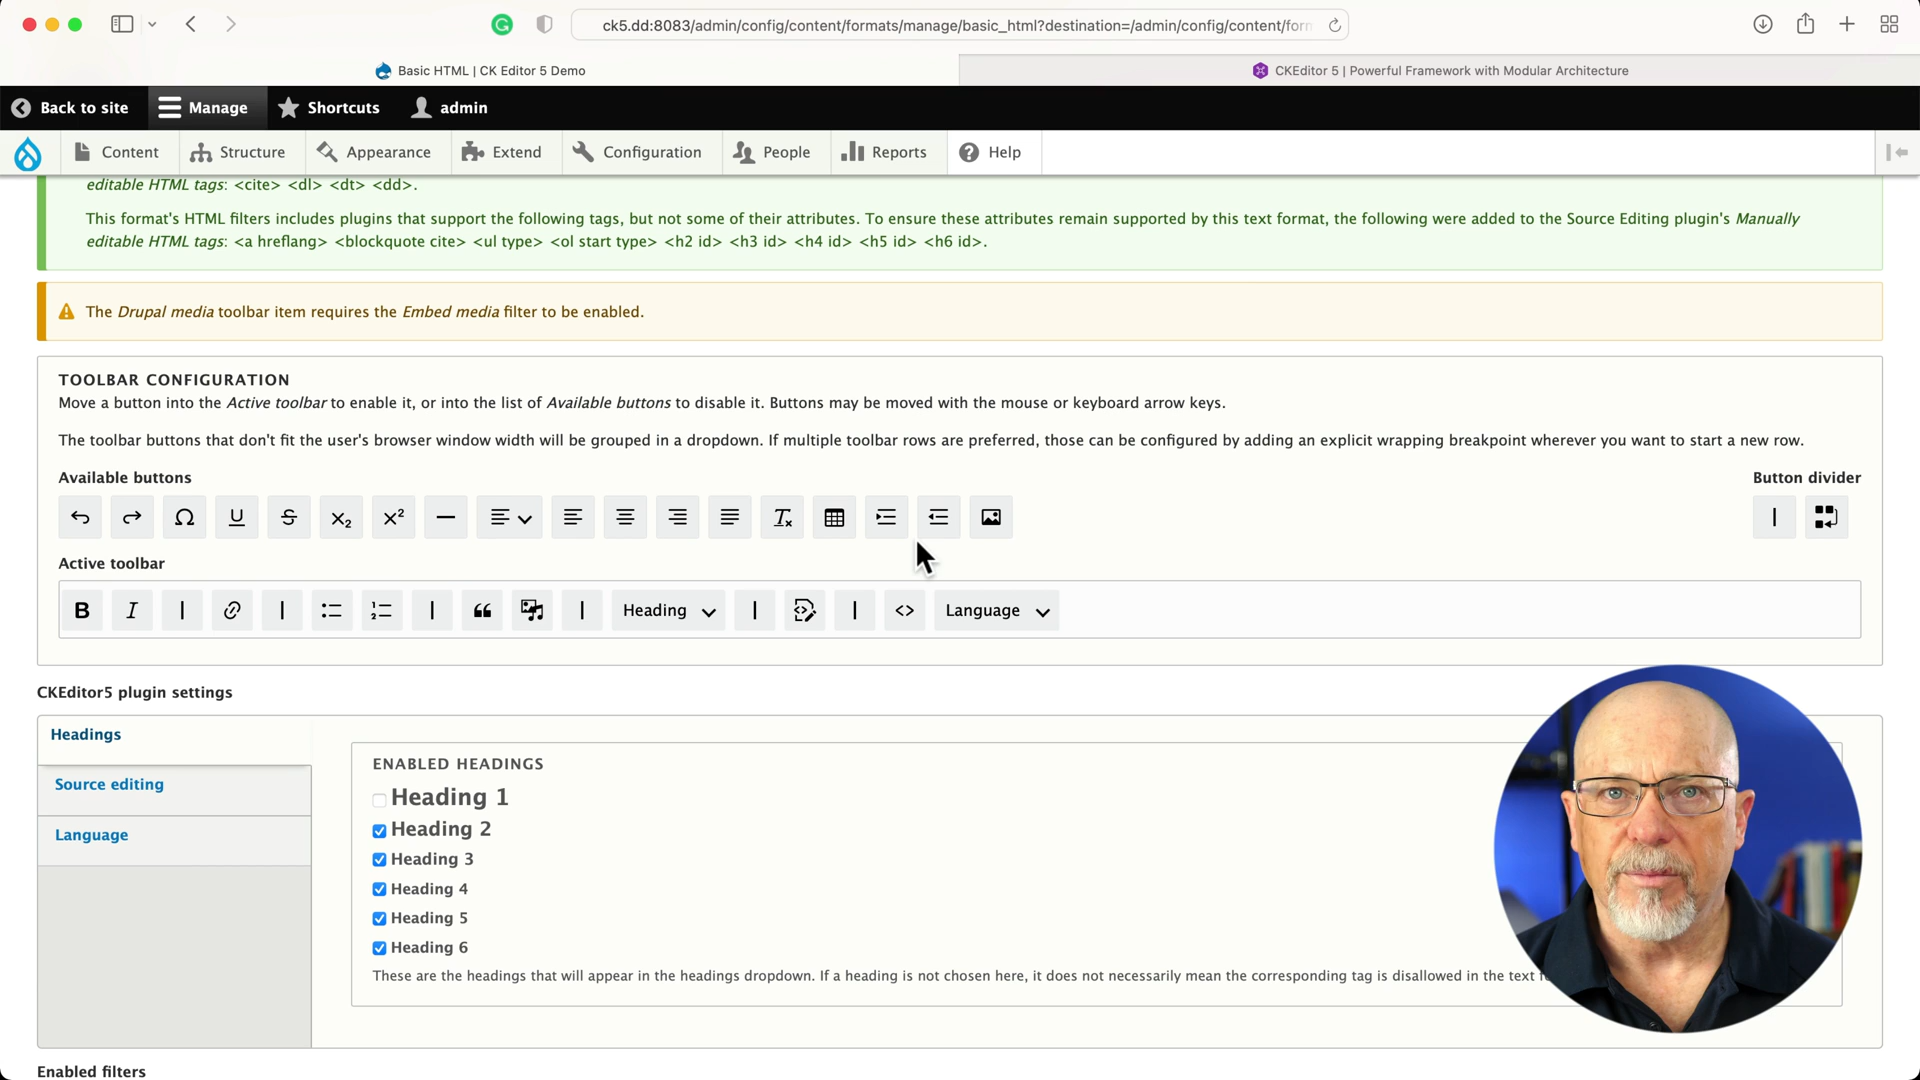 ck5.dd:8083/admin/config/content/formats/manage/basic_html?destination=/admin/config/content/for
Basic HTML | CK Editor 5 Demo
CKEditor 5 | Powerful Framework with Modular Architecture
Back to site
Manage
Shortcuts
admin
Content
Structure
Appearance
Extend
Configuration
People
Reports
Help
editable HTML tags: <cite> <dl> <dt> <dd>.
This format's HTML filters includes plugins that support the following tags, but not some of their attributes. To ensure these attributes remain supported by this text format, the following were added to the Source Editing plugin's Manually
editable HTML tags: <a hreflang> <blockquote cite> <ul type> <ol start type> <h2 id> <h3 id> <h4 id> <h5 id> <h6 id>.
The Drupal media toolbar item requires the Embed media filter to be enabled.
TOOLBAR CONFIGURATION
Move a button into the Active toolbar to enable it, or into the list of Available buttons to disable it. Buttons may be moved with the mouse or keyboard arrow keys.
The toolbar buttons that don't fit the user's browser window width will be grouped in a dropdown. If multiple toolbar rows are preferred, those can be configured by adding an explicit wrapping breakpoint wherever you want to start a new row.
Available buttons
Button divider
Active toolbar
Heading
Language
CKEditor5 plugin settings
Headings
Source editing
Language
ENABLED HEADINGS
Heading 1
Heading 2
Heading 3
Heading 4
Heading 5
Heading 6
These are the headings that will appear in the headings dropdown. If a heading is not chosen here, it does not necessarily mean the corresponding tag is disallowed in the text
Enabled filters